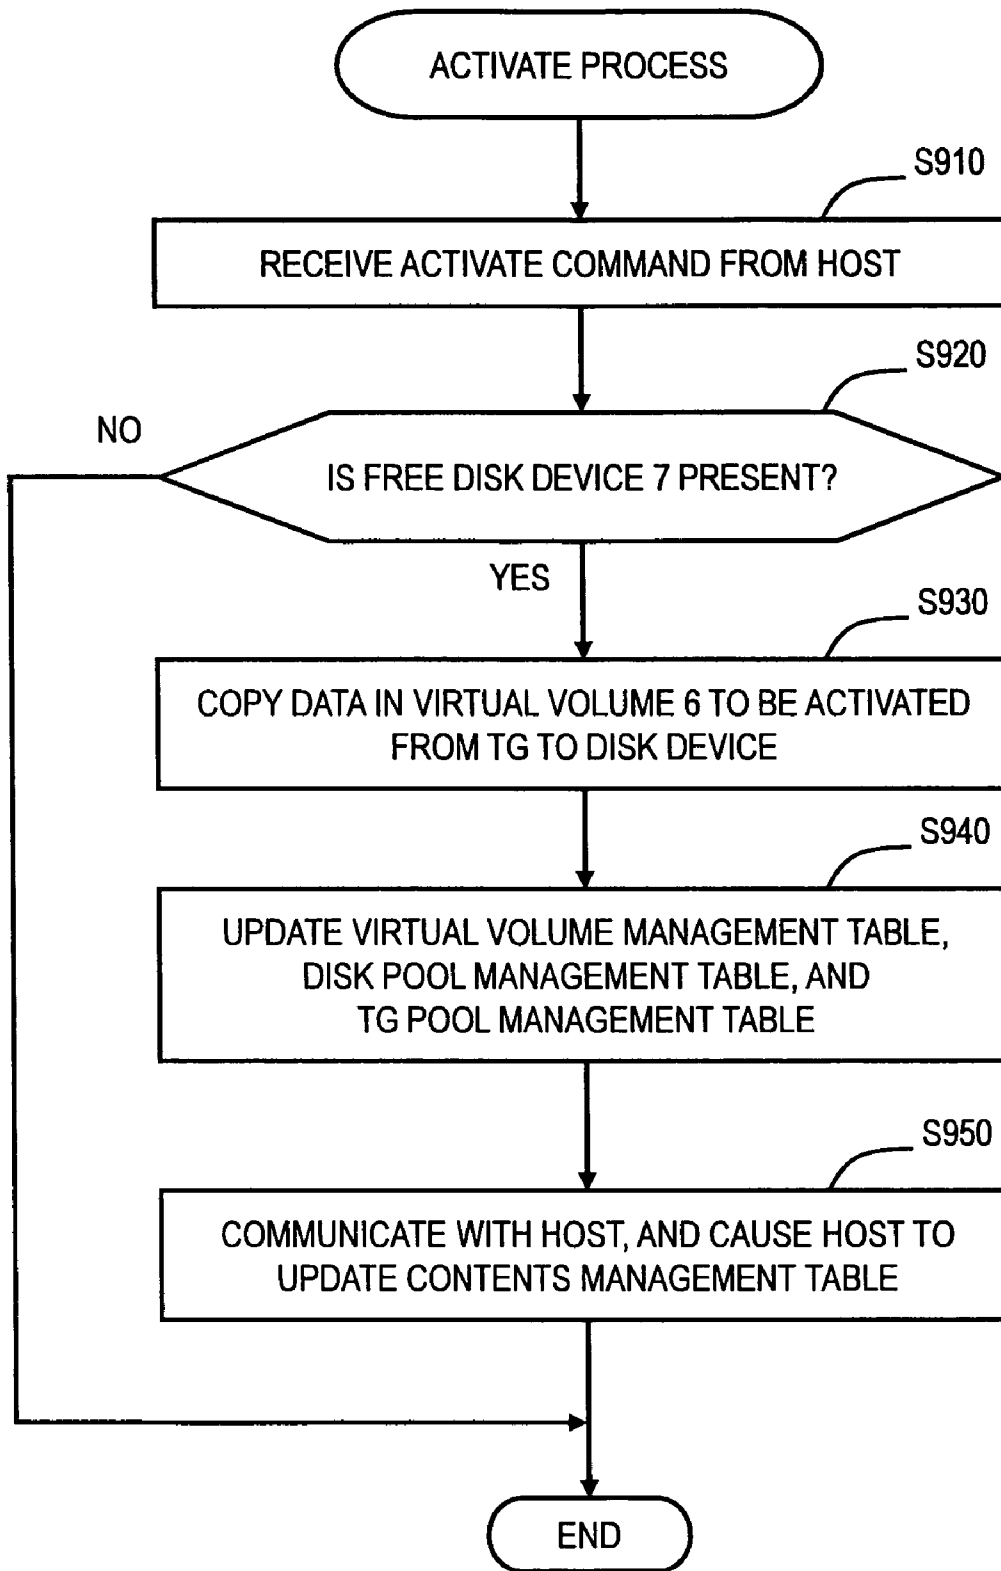 ACTIVATE PROCESS
S910
RECEIVE ACTIVATE COMMAND FROM HOST
S920
NO
IS FREE DISK DEVICE 7 PRESENT?
YES
S930
COPY DATA IN VIRTUAL VOLUME 6 TO BE ACTIVATED
FROM TG TO DISK DEVICE
S940
UPDATE VIRTUAL VOLUME MANAGEMENT TABLE,
DISK POOL MANAGEMENT TABLE, AND
TG POOL MANAGEMENT TABLE
S950
COMMUNICATE WITH HOST, AND CAUSE HOST TO
UPDATE CONTENTS MANAGEMENT TABLE
END